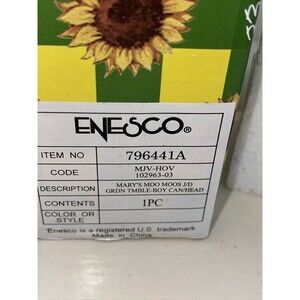 ENESCO®
ITEM NO 796441A
CODE MJV-HOV
102963-03
DESCRIPTION MARY'S MOO MOOS J/D
GRDN TMBLE-BOY CAN/HEAD
CONTENTS 1PC
COLOR OR
STYLE
Enesco is a registered U.S. trademark
Made in China